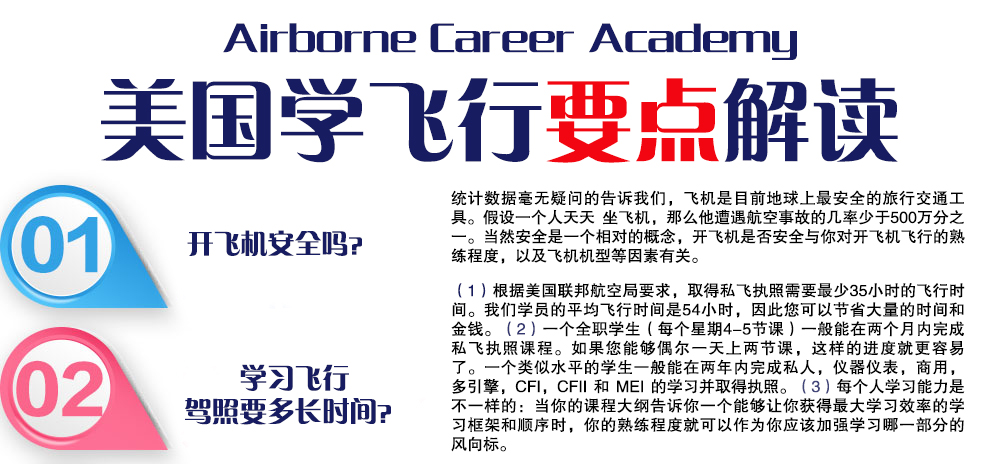 Airborne Career Academy
美国学飞行要点解读
01
开飞机安全吗?
统计数据毫无疑问的告诉我们，飞机是目前地球上最安全的旅行交通工
具。假设一个人天天 坐飞机，那么他遭遇航空事故的几率少于500万分之
一。当然安全是一个相对的概念，开飞机是否安全与你对开飞机飞行的熟
练程度，以及飞机机型等因素有关。
02
学习飞行
驾照要多长时间?
（1）根据美国联邦航空局要求，取得私飞执照需要最少35小时的飞行时
间。我们学员的平均飞行时间是54小时，因此您可以节省大量的时间和
金钱。（2）一个全职学生（每个星期4-5节课）一般能在两个月内完成
私飞执照课程。如果您能够偶尔一天上两节课，这样的进度就更容易
了。一个类似水平的学生一般能在两年内完成私人，仪器仪表，商用，
多引擎，CFI，CFII 和 MEI 的学习并取得执照。（3）每个人学习能力是
不一样的：当你的课程大纲告诉你一个能够让你获得最大学习效率的学
习框架和顺序时，你的熟练程度就可以作为你应该加强学习哪一部分的
风向标。